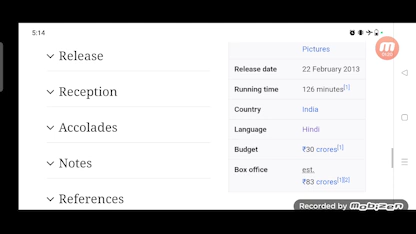 5:14
Release
Reception
Accolades
Notes
References
Pictures
Release date 22 February 2013
Running time 126 minutes[1]
Country India
Language Hindi
Budget ₹30 crores[1]
Box office est.
₹83 crores[1][2]
Recorded by MOBIZEN